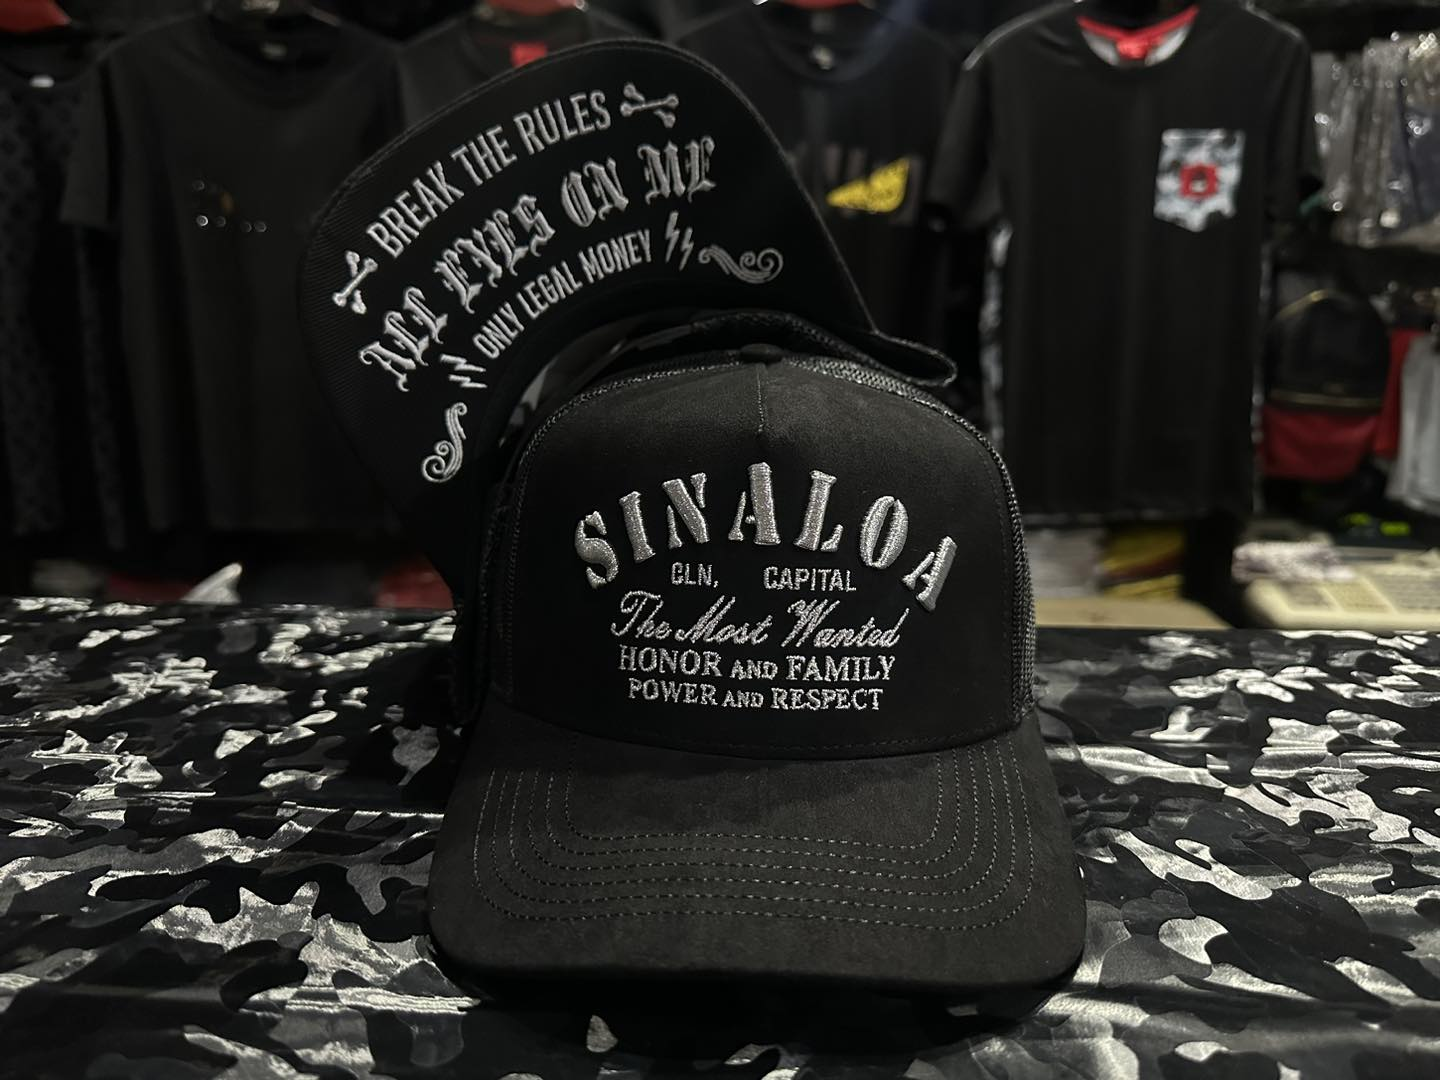 BREAK THE RULES
ALL EYES ON ME
ONLY LEGAL MONEY
SINALOA
CLN, CAPITAL
The Most Wanted
HONOR AND FAMILY
POWER AND RESPECT